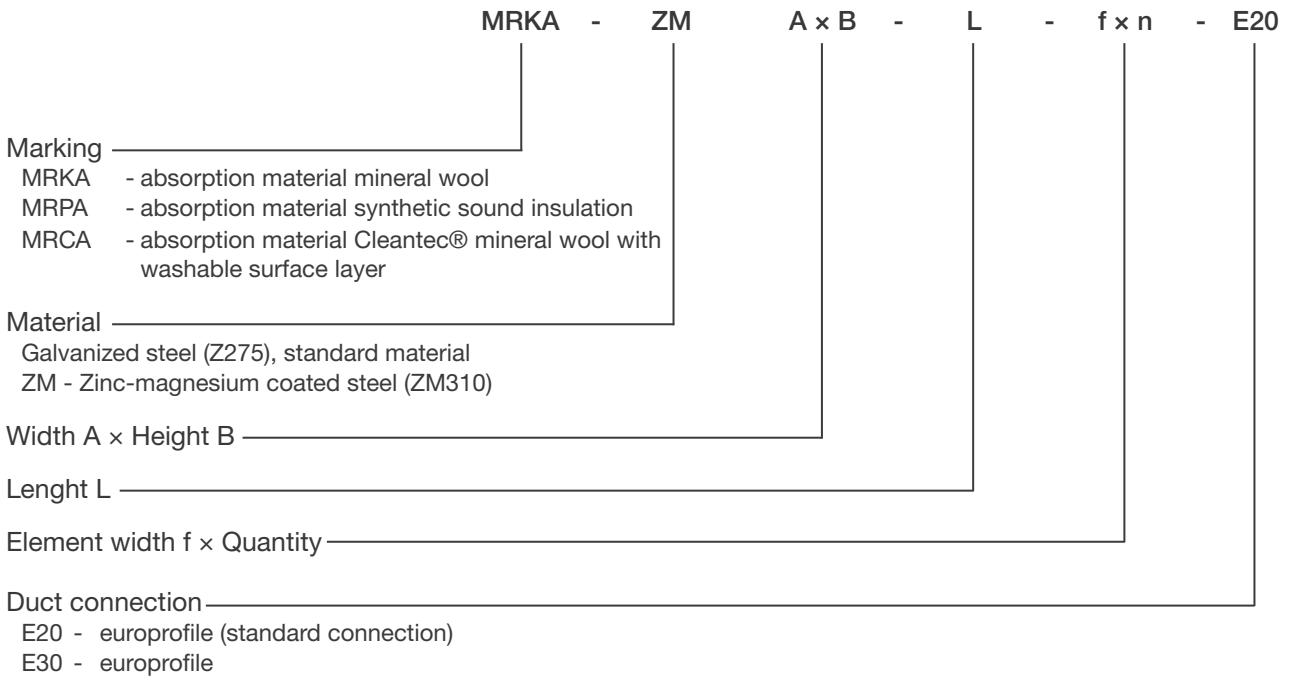 MRKA - ZM A × B - L - f × n - E20
Marking
MRKA - absorption material mineral wool
MRPA - absorption material synthetic sound insulation
MRCA - absorption material Cleantec® mineral wool with
washable surface layer
Material
Galvanized steel (Z275), standard material
ZM - Zinc-magnesium coated steel (ZM310)
Width A × Height B
Lenght L
Element width f × Quantity
Duct connection
E20 - europrofile (standard connection)
E30 - europrofile